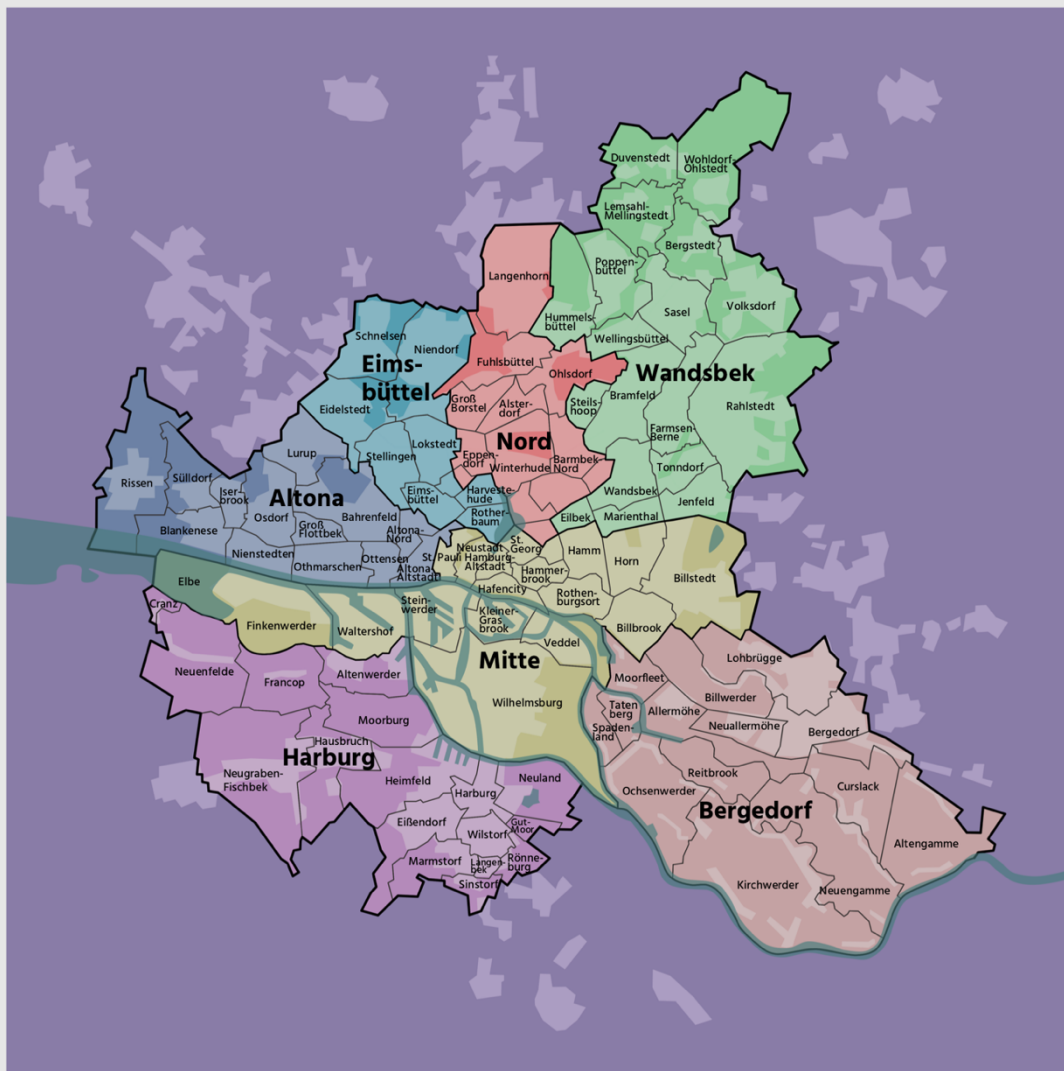 Duvenstedt
Wohldorf-
Ohlstedt
Lemsahl-
Mellingstedt
Bergstedt
Poppen-
büttel
Langenhorn
Hummels-
büttel
Sasel
Volksdorf
Wellingsbüttel
Schnelsen
Niendorf
Eims-
büttel
Fuhlsbüttel
Ohlsdorf
Wandsbek
Groß
Borstel
Alster-
dorf
Steils-
hoop
Bramfeld
Rahlstedt
Eidelstedt
Farmsen-
Berne
Lokstedt
Nord
Stellingen
Eppen-
dorf
Winterhude
Barmbek-
Nord
Tonndorf
Lurup
Rissen
Sülldorf
Iser-
brook
Altona
Eims-
büttel
Harveste-
hude
Wandsbek
Jenfeld
Osdorf
Groß
Flottbek
Bahrenfeld
Rother-
baum
Eilbek
Marienthal
Blankenese
Altona-
Nord
Nienstedten
Ottensen
Othmarschen
St.
Pauli
Altona-
Altstadt
Neustadt
Hamburg-
Altstadt
St.
Georg
Hamm
Horn
Billstedt
Hammer-
brook
Hafencity
Rothen-
burgsort
Elbe
Cranz
Finkenwerder
Waltershof
Stein-
werder
Kleiner-
Gras
brook
Veddel
Billbrook
Mitte
Wilhelmsburg
Neuenfelde
Francop
Altenwerder
Moorburg
Moorfleet
Lohbrügge
Billwerder
Taten
berg
Allermöhe
Spaden-
land
Neuallermöhe
Bergedorf
Hausbruch
Harburg
Neugraben-
Fischbek
Heimfeld
Neuland
Harburg
Reitbrook
Ochsenwerder
Curslack
Bergedorf
Eißendorf
Wilstorf
Gut-
Moor
Altengamme
Marmstorf
Langen-
bek
Rönne-
burg
Sinstorf
Kirchwerder
Neuengamme